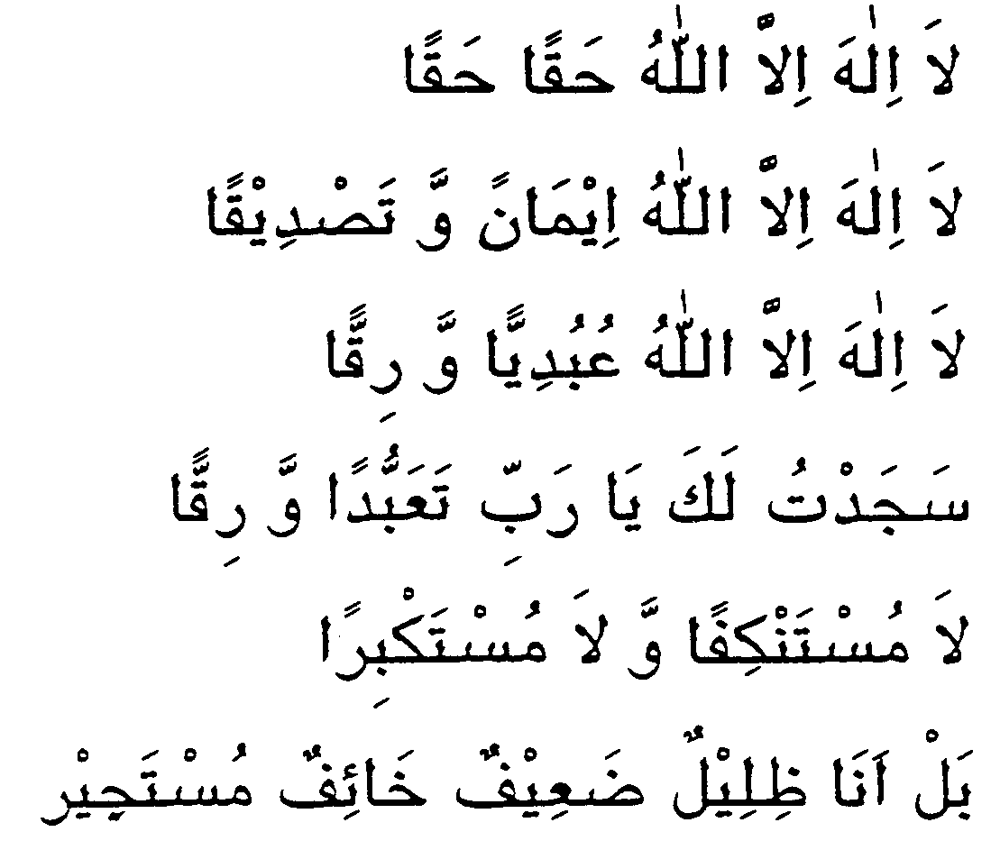 لاَ اِلٰهَ اِلاَّ اللّٰهُ حَقًا حَقًا
لاَ اِلٰهَ اِلاَّ اللّٰهُ اِيْمَانً وَّ تَصْدِيْقًا
لاَ اِلٰهَ اِلاَّ اللّٰهُ عُبُدِيًّا وَّ رِقًّا
سَجَدْتُ لَكَ يَا رَبِّ تَعَبُّدًا وَّ رِقًّا
لاَ مُسْتَنْكِفًا وَّ لاَ مُسْتَكْبِرًا
بَلْ اَنَا ظِلِيْلٌ ضَعِيْفٌ خَائِفٌ مُسْتَجِيْر